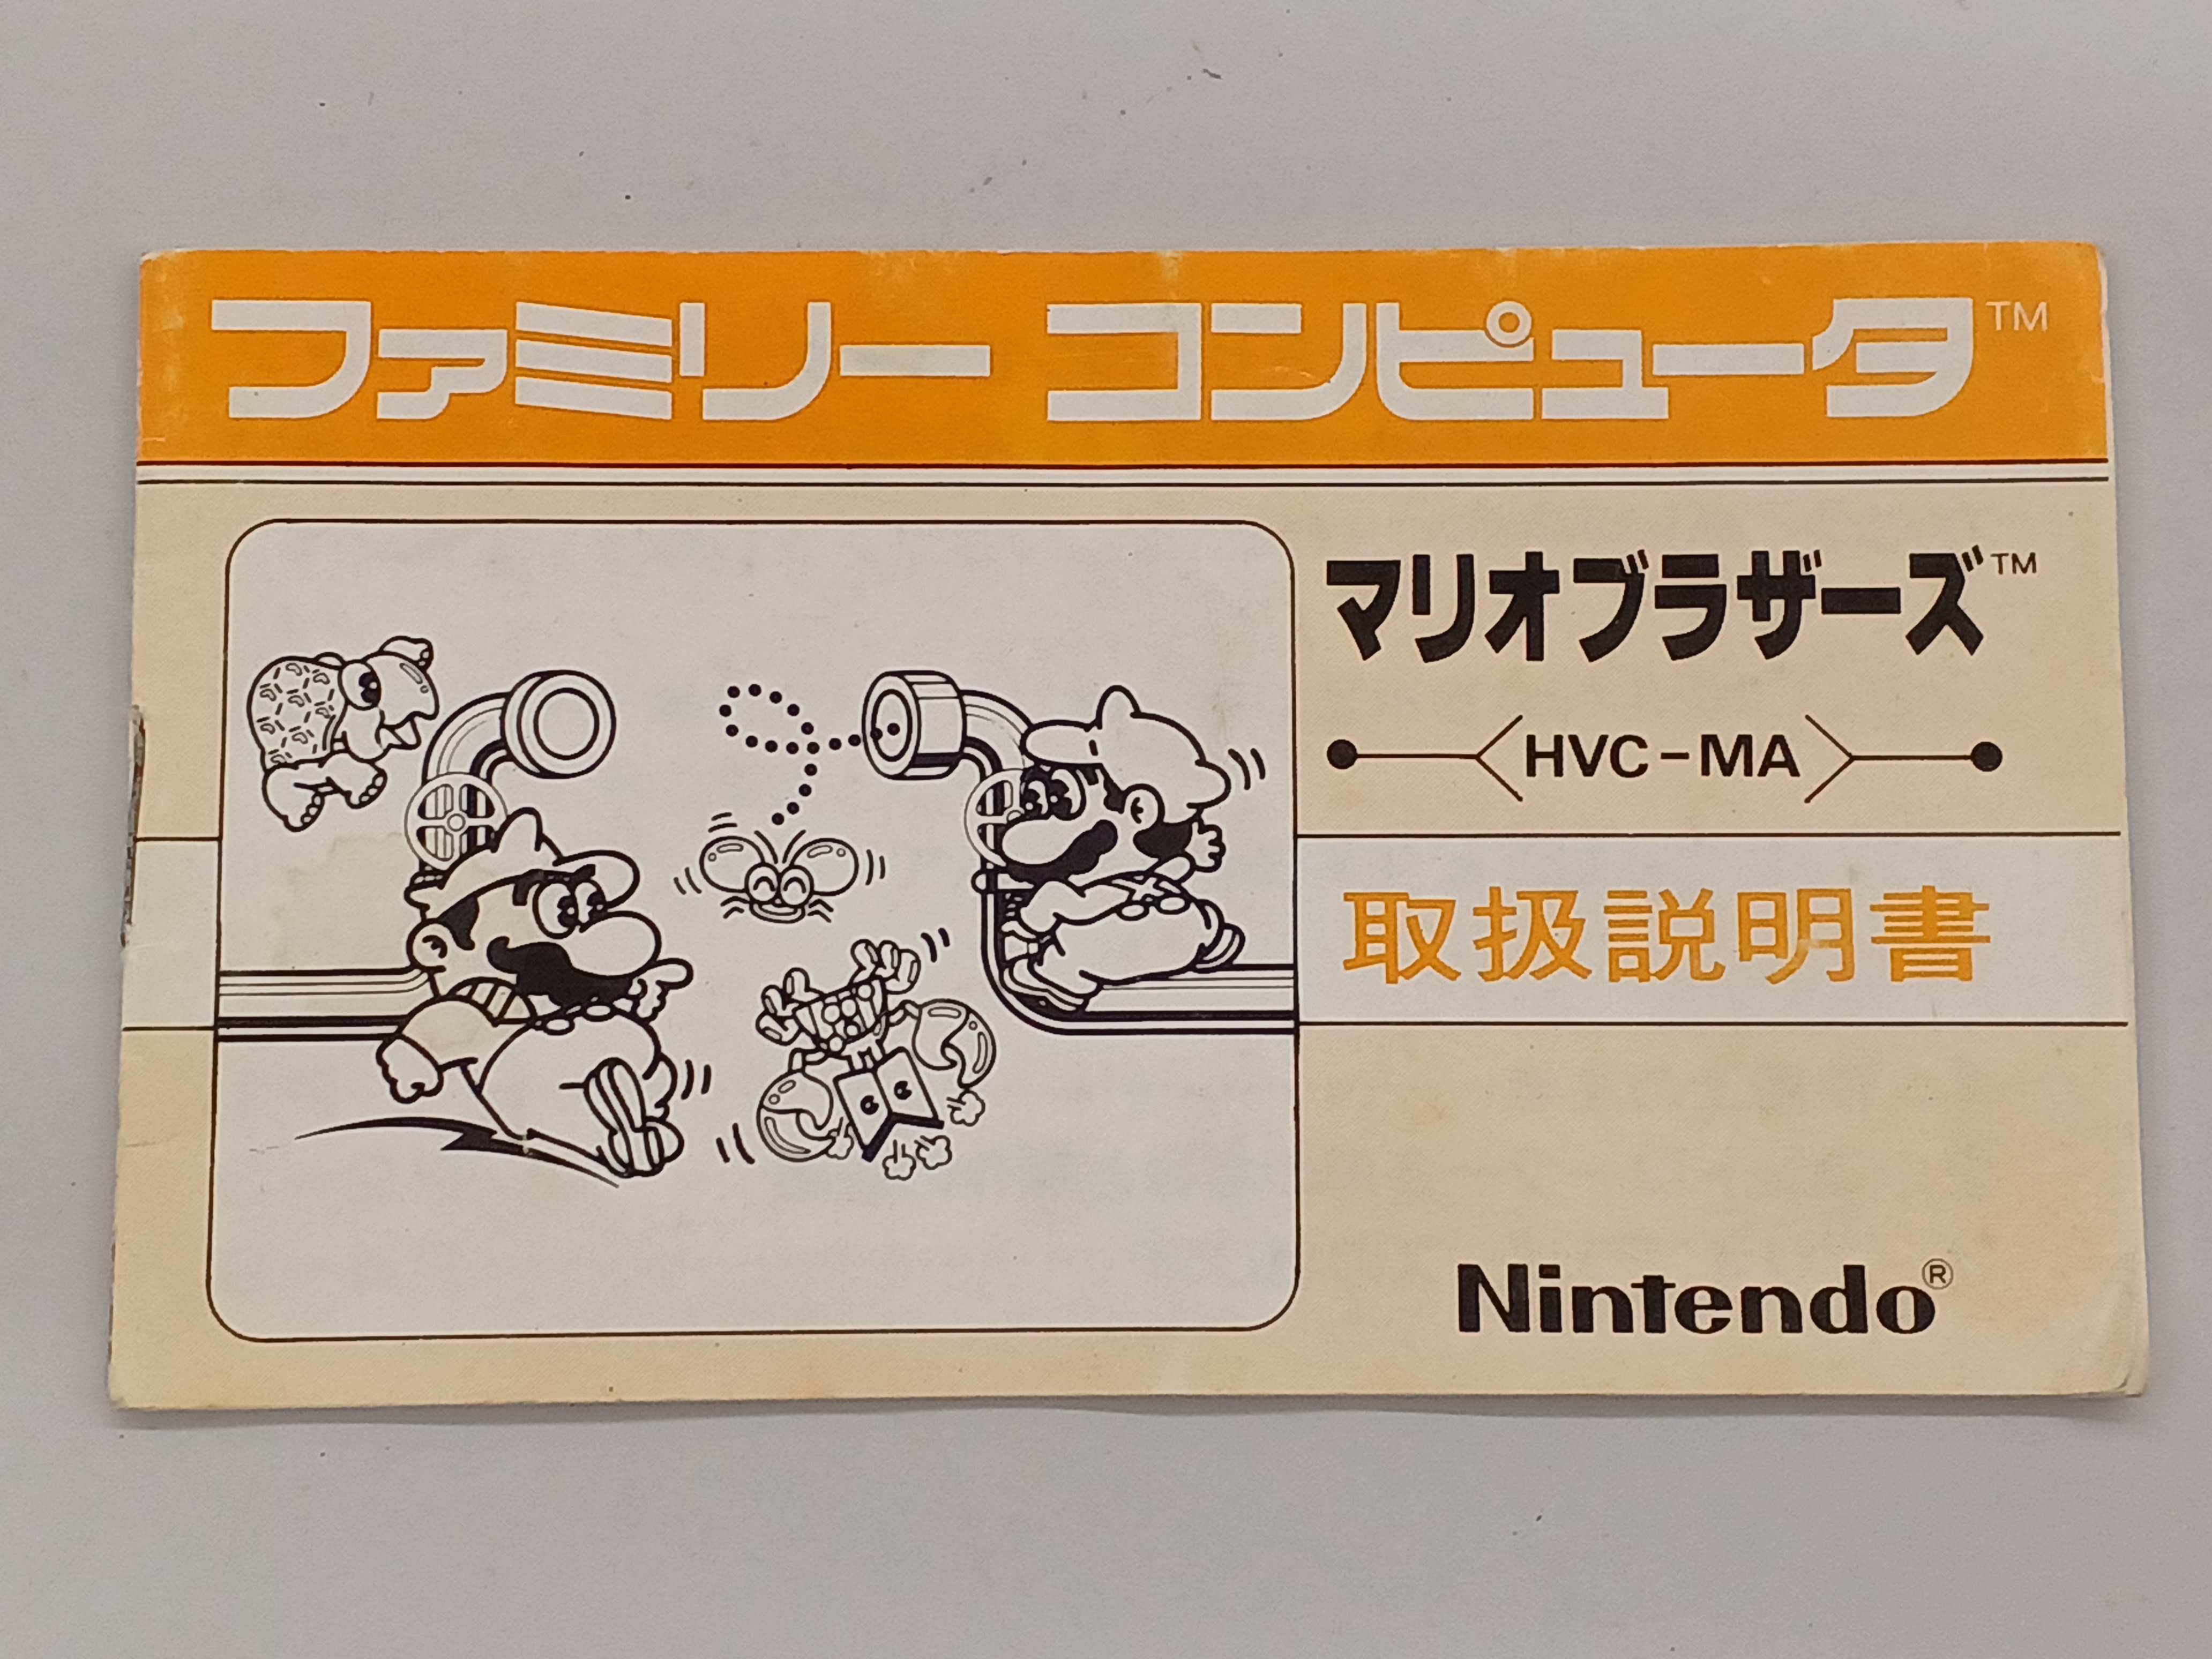 ファミリー コンピュータ™
マリオブラザーズ™
HVC-MA
取扱説明書
Nintendo®